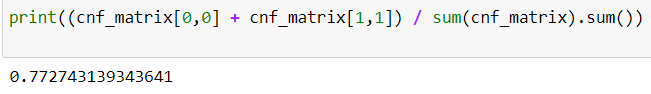 print((cnf_matrix[0,0] + cnf_matrix[1,1]) / sum(cnf_matrix).sum())
0.772743139343641